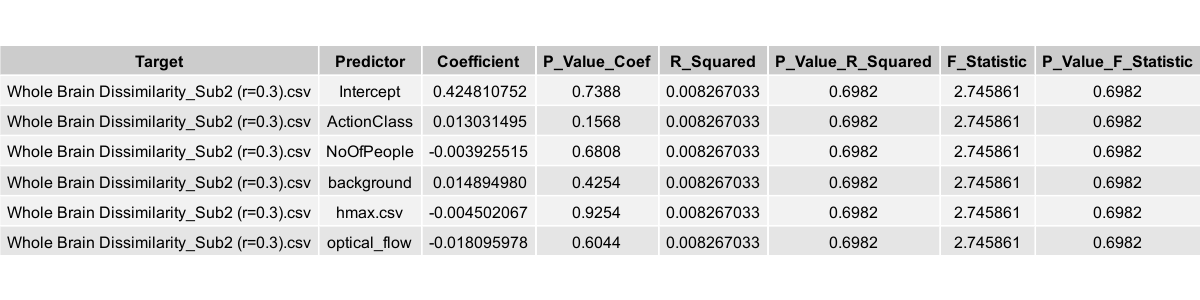 Target Predictor Coefficient P_Value_Coef R_Squared P_Value_R_Squared F_Statistic P_Value_F_Statistic
Whole Brain Dissimilarity_Sub2 (r=0.3).csv Intercept 0.424810752 0.7388 0.008267033 0.6982 2.745861 0.6982
Whole Brain Dissimilarity_Sub2 (r=0.3).csv ActionClass 0.013031495 0.1568 0.008267033 0.6982 2.745861 0.6982
Whole Brain Dissimilarity_Sub2 (r=0.3).csv NoOfPeople -0.003925515 0.6808 0.008267033 0.6982 2.745861 0.6982
Whole Brain Dissimilarity_Sub2 (r=0.3).csv background 0.014894980 0.4254 0.008267033 0.6982 2.745861 0.6982
Whole Brain Dissimilarity_Sub2 (r=0.3).csv hmax.csv -0.004502067 0.9254 0.008267033 0.6982 2.745861 0.6982
Whole Brain Dissimilarity_Sub2 (r=0.3).csv optical_flow -0.018095978 0.6044 0.008267033 0.6982 2.745861 0.6982